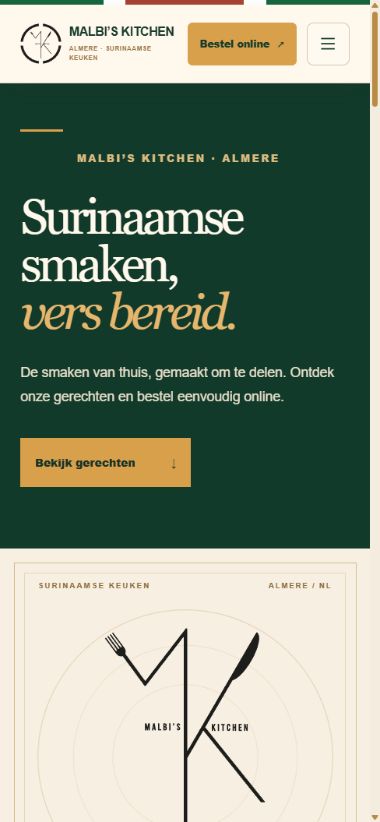 MALBI'S KITCHEN
ALMERE · SURINAAMSE
KEUKEN
Bestel online ↗
MALBI'S KITCHEN · ALMERE
Surinaamse
smaken,
vers bereid.
De smaken van thuis, gemaakt om te delen. Ontdek
onze gerechten en bestel eenvoudig online.
Bekijk gerechten ↓
SURINAAMSE KEUKEN
ALMERE / NL
MALBI'S KITCHEN